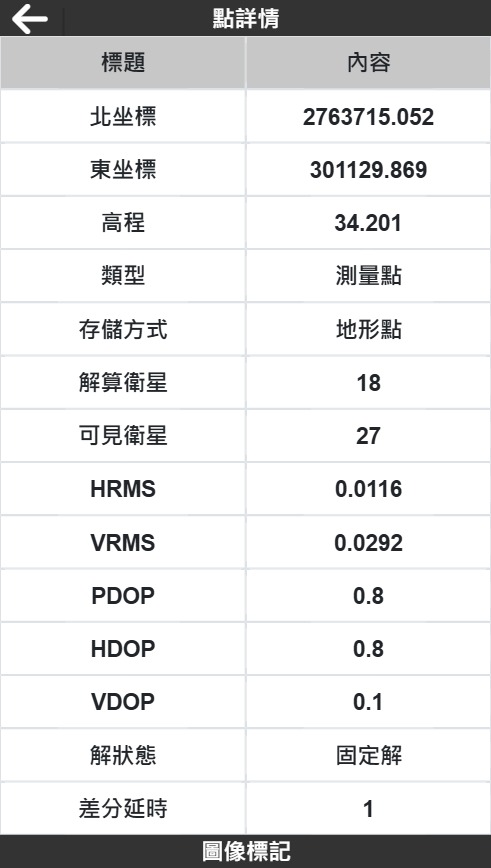 點詳情
標題 內容
北坐標 2763715.052
東坐標 301129.869
高程 34.201
類型 測量點
存儲方式 地形點
解算衛星 18
可見衛星 27
HRMS 0.0116
VRMS 0.0292
PDOP 0.8
HDOP 0.8
VDOP 0.1
解狀態 固定解
差分延時 1
圖像標記